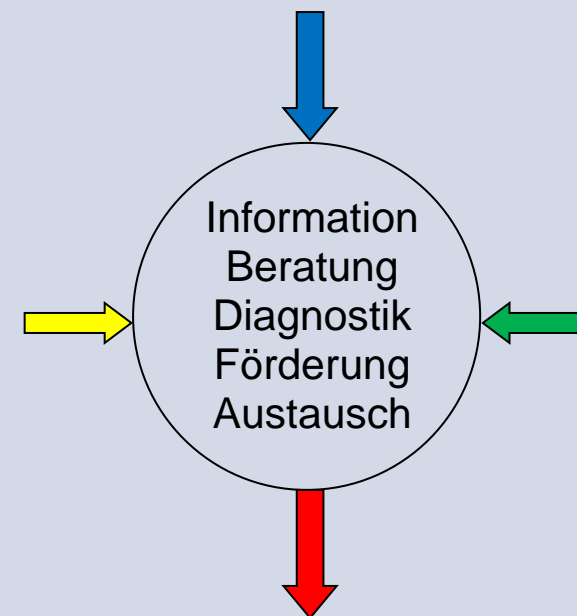 Information
Beratung
Diagnostik
Förderung
Austausch